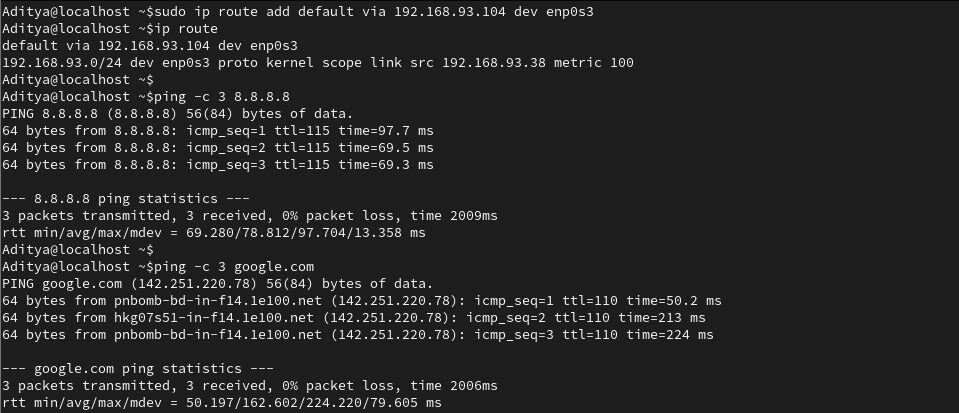 Aditya@localhost ~$sudo ip route add default via 192.168.93.104 dev enp0s3
Aditya@localhost ~$ip route
default via 192.168.93.104 dev enp0s3
192.168.93.0/24 dev enp0s3 proto kernel scope link src 192.168.93.38 metric 100
Aditya@localhost ~$
Aditya@localhost ~$ping -c 3 8.8.8.8
PING 8.8.8.8 (8.8.8.8) 56(84) bytes of data.
64 bytes from 8.8.8.8: icmp_seq=1 ttl=115 time=97.7 ms
64 bytes from 8.8.8.8: icmp_seq=2 ttl=115 time=69.5 ms
64 bytes from 8.8.8.8: icmp_seq=3 ttl=115 time=69.3 ms

--- 8.8.8.8 ping statistics ---
3 packets transmitted, 3 received, 0% packet loss, time 2009ms
rtt min/avg/max/mdev = 69.280/78.812/97.704/13.358 ms
Aditya@localhost ~$
Aditya@localhost ~$ping -c 3 google.com
PING google.com (142.251.220.78) 56(84) bytes of data.
64 bytes from pnbomb-bd-in-f14.1e100.net (142.251.220.78): icmp_seq=1 ttl=110 time=50.2 ms
64 bytes from hkg07s51-in-f14.1e100.net (142.251.220.78): icmp_seq=2 ttl=110 time=213 ms
64 bytes from pnbomb-bd-in-f14.1e100.net (142.251.220.78): icmp_seq=3 ttl=110 time=224 ms

--- google.com ping statistics ---
3 packets transmitted, 3 received, 0% packet loss, time 2006ms
rtt min/avg/max/mdev = 50.197/162.602/224.220/79.605 ms